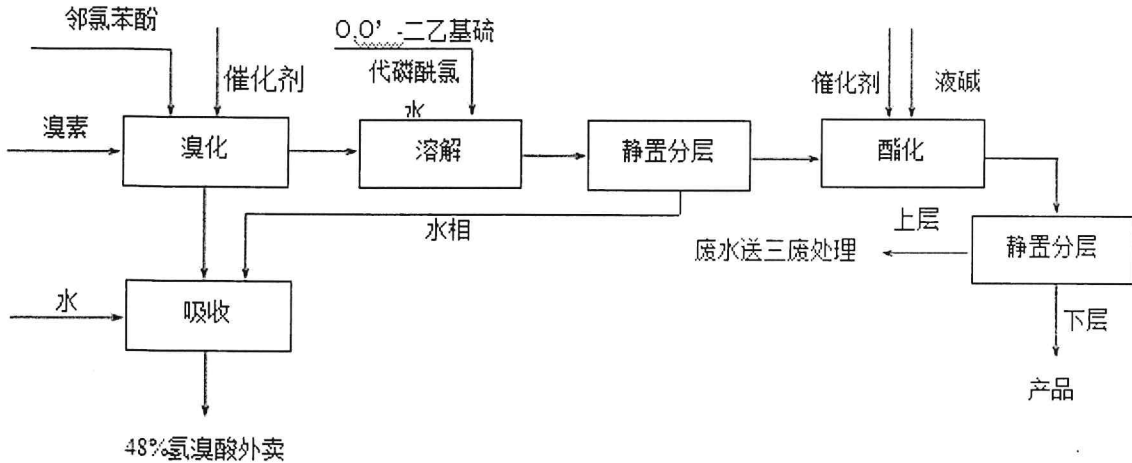 邻氯苯酚
催化剂
溴素
溴化
O,O’-二乙基硫
代磷酰氯
水
溶解
静置分层
催化剂
液碱
酯化
水相
上层
废水送三废处理
静置分层
水
吸收
下层
产品
48%氢溴酸外卖